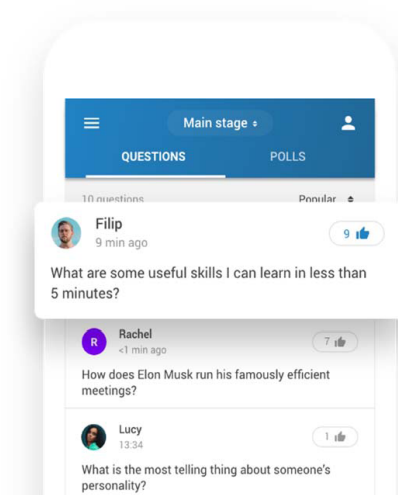 Main stage
QUESTIONS POLLS
10 questions Popular
Filip
9 min ago
9
What are some useful skills I can learn in less than
5 minutes?
R
Rachel
<1 min ago
7
How does Elon Musk run his famously efficient
meetings?
Lucy
13:34
1
What is the most telling thing about someone's
personality?